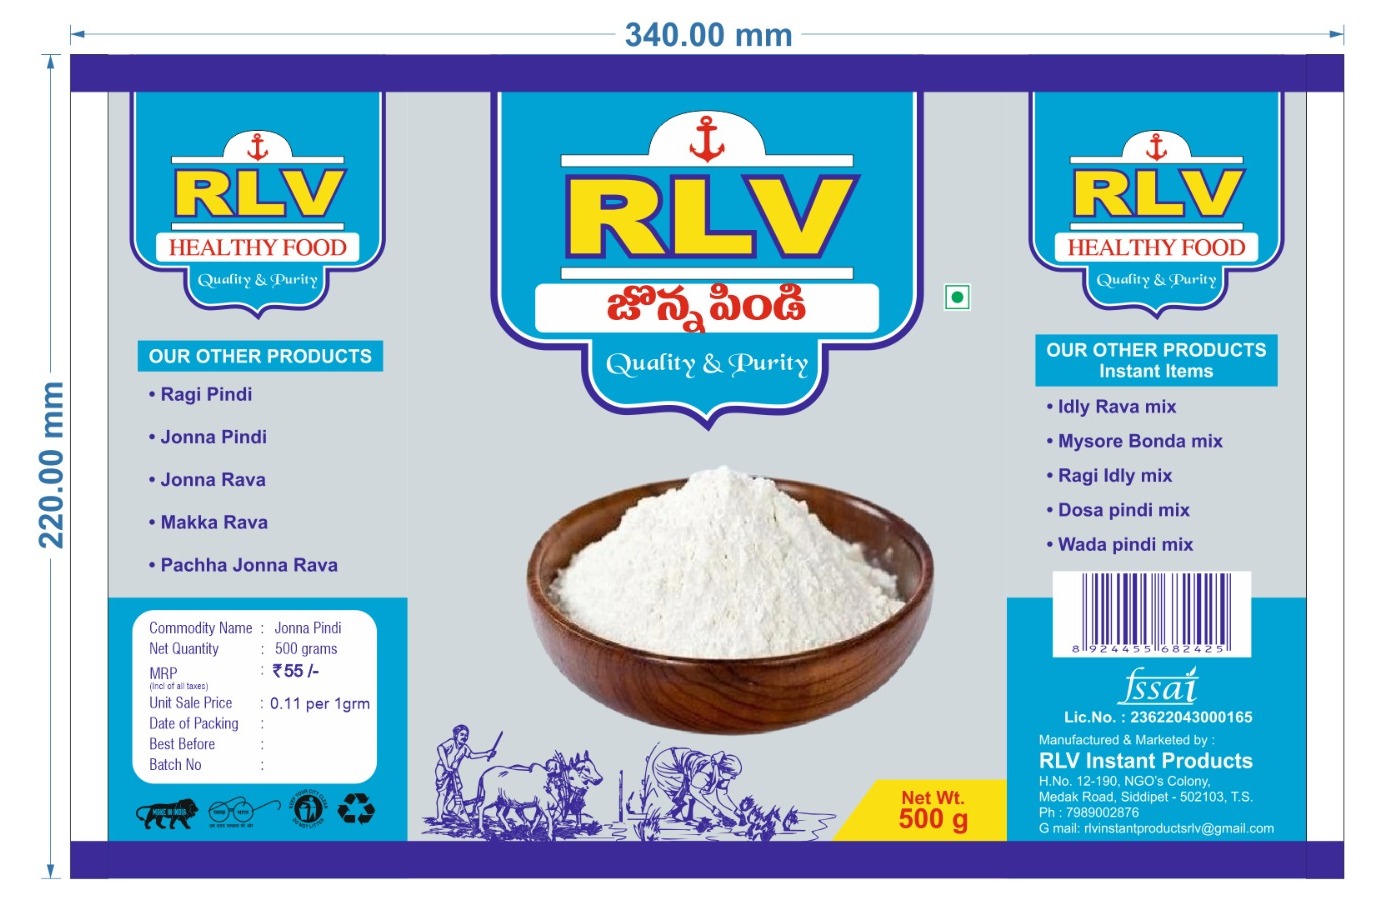 340.00 mm
220.00 mm
RLV
HEALTHY FOOD
Quality & Purity
OUR OTHER PRODUCTS
• Ragi Pindi
• Jonna Pindi
• Jonna Rava
• Makka Rava
• Pachha Jonna Rava
Commodity Name : Jonna Pindi
Net Quantity : 500 grams
MRP : ₹55 /-
(Incl of all taxes)
Unit Sale Price : 0.11 per 1grm
Date of Packing :
Best Before :
Batch No :
MAKE IN INDIA
RLV
జొన్న పిండి
Quality & Purity
Net Wt.
500 g
RLV
HEALTHY FOOD
Quality & Purity
OUR OTHER PRODUCTS
Instant Items
• Idly Rava mix
• Mysore Bonda mix
• Ragi Idly mix
• Dosa pindi mix
• Wada pindi mix
8 924455 682425
fssai
Lic.No. : 23622043000165
Manufactured & Marketed by :
RLV Instant Products
H.No. 12-190, NGO's Colony,
Medak Road, Siddipet - 502103, T.S.
Ph : 7989002876
G mail: rlvinstantproductsrlv@gmail.com